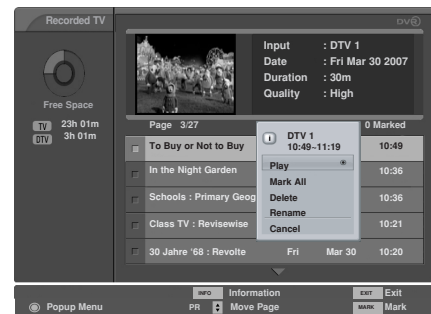 Recorded TV
DVR
Input : DTV 1
Date : Fri Mar 30 2007
Duration : 30m
Quality : High
Free Space
TV 23h 01m
DTV 3h 01m
Page 3/27
0 Marked
i DTV 1
10:49~11:19
Play
Mark All
Delete
Rename
Cancel
To Buy or Not to Buy 10:49
In the Night Garden 10:36
Schools : Primary Geog 10:36
Class TV : Revisewise 10:21
30 Jahre '68 : Revolte Fri Mar 30 10:20
INFO Information EXIT Exit
Popup Menu PR Move Page MARK Mark